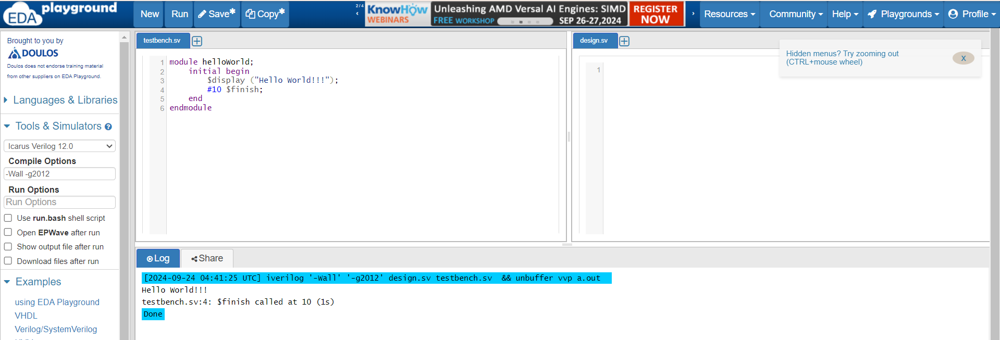 EDA playground
New
Run
Save*
Copy*
2/4
‹
KnowHow
WEBINARS
Unleashing AMD Versal AI Engines: SIMD
FREE WORKSHOP
SEP 26-27,2024
REGISTER
NOW
›
Resources
Community
Help
Playgrounds
Profile
Brought to you by
DOULOS
Doulos does not endorse training material
from other suppliers on EDA Playground.
Languages & Libraries
Tools & Simulators ?
Icarus Verilog 12.0
Compile Options
-Wall -g2012
Run Options
Run Options
Use run.bash shell script
Open EPWave after run
Show output file after run
Download files after run
Examples
using EDA Playground
VHDL
Verilog/SystemVerilog
testbench.sv
1 module helloWorld;
2     initial begin
3         $display ("Hello World!!!");
4         #10 $finish;
5     end
6 endmodule
design.sv
1
Hidden menus? Try zooming out
(CTRL+mouse wheel)
X
Log
Share
[2024-09-24 04:41:25 UTC] iverilog '-Wall' '-g2012' design.sv testbench.sv  && unbuffer vvp a.out
Hello World!!!
testbench.sv:4: $finish called at 10 (1s)
Done